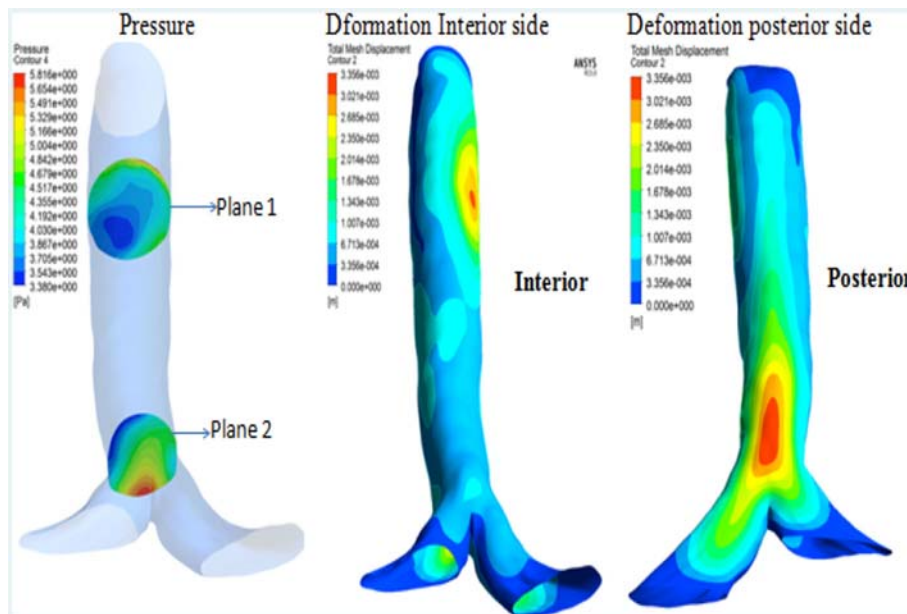 Pressure
Pressure
Contour 4
5.816e+000
5.654e+000
5.491e+000
5.329e+000
5.166e+000
5.004e+000
4.842e+000
4.679e+000
4.517e+000
4.355e+000
4.192e+000
4.030e+000
3.867e+000
3.705e+000
3.543e+000
3.380e+000
[Pa]
Plane 1
Plane 2
Dformation Interior side
Total Mesh Displacement
Contour 2
3.356e-003
3.021e-003
2.685e-003
2.350e-003
2.014e-003
1.678e-003
1.343e-003
1.007e-003
6.713e-004
3.356e-004
0.000e+000
[m]
ANSYS
Interior
Deformation posterior side
Total Mesh Displacement
Contour 2
3.356e-003
3.021e-003
2.685e-003
2.350e-003
2.014e-003
1.678e-003
1.343e-003
1.007e-003
6.713e-004
3.356e-004
0.000e+000
[m]
Posterior